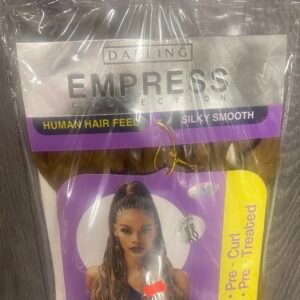 DARLING
EMPRESS
COLLECTION
HUMAN HAIR FEEL SILKY SMOOTH
Pre - Curl
Pre - Treated